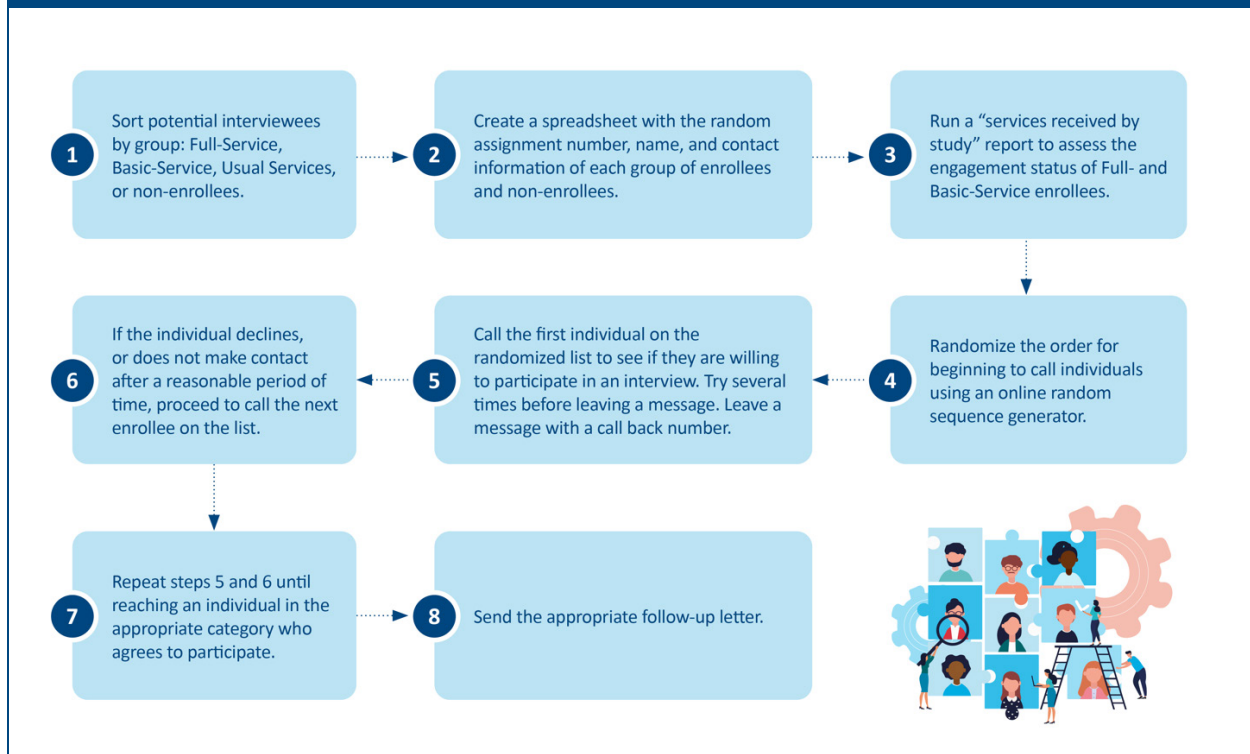 1
Sort potential interviewees
by group: Full-Service,
Basic-Service, Usual Services,
or non-enrollees.
2
Create a spreadsheet with the random
assignment number, name, and contact
information of each group of enrollees
and non-enrollees.
3
Run a “services received by
study” report to assess the
engagement status of Full- and
Basic-Service enrollees.
4
Randomize the order for
beginning to call individuals
using an online random
sequence generator.
5
Call the first individual on the
randomized list to see if they are willing
to participate in an interview. Try several
times before leaving a message. Leave a
message with a call back number.
6
If the individual declines,
or does not make contact
after a reasonable period of
time, proceed to call the next
enrollee on the list.
7
Repeat steps 5 and 6 until
reaching an individual in the
appropriate category who
agrees to participate.
8
Send the appropriate follow-up letter.